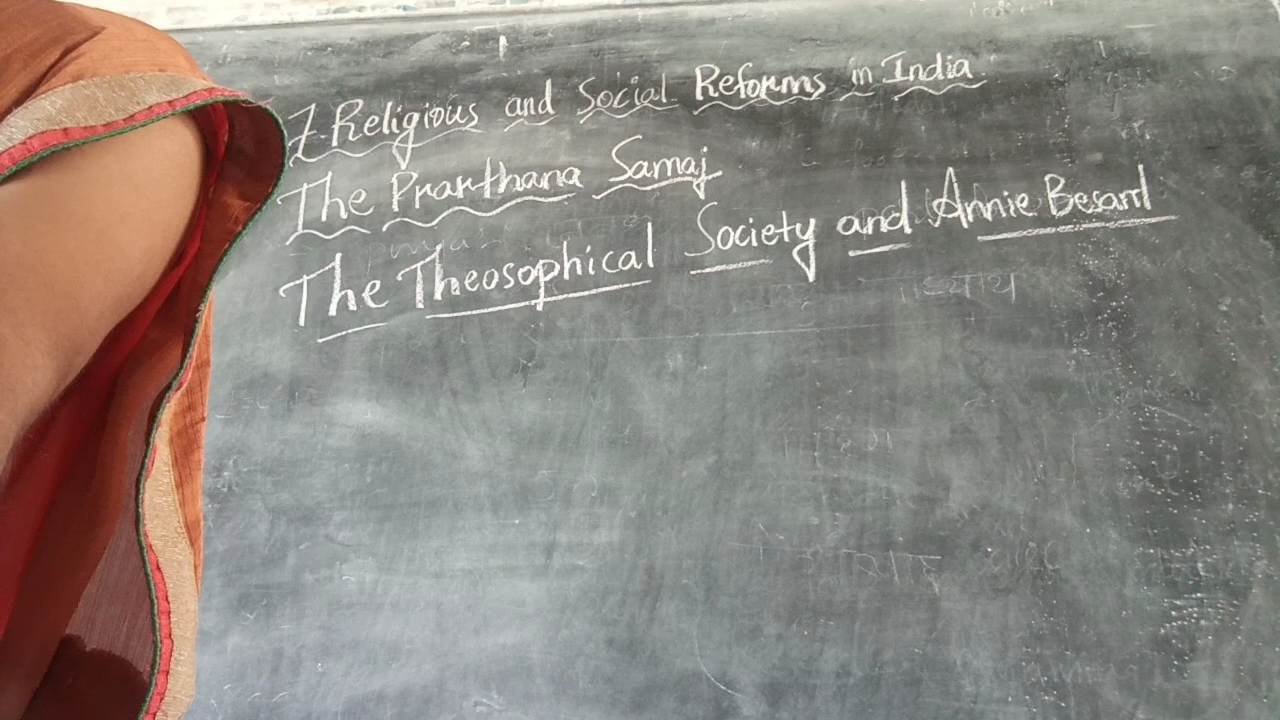 7 Religious and Social Reforms in India
The Prarthana Samaj
The Theosophical Society and Annie Besant